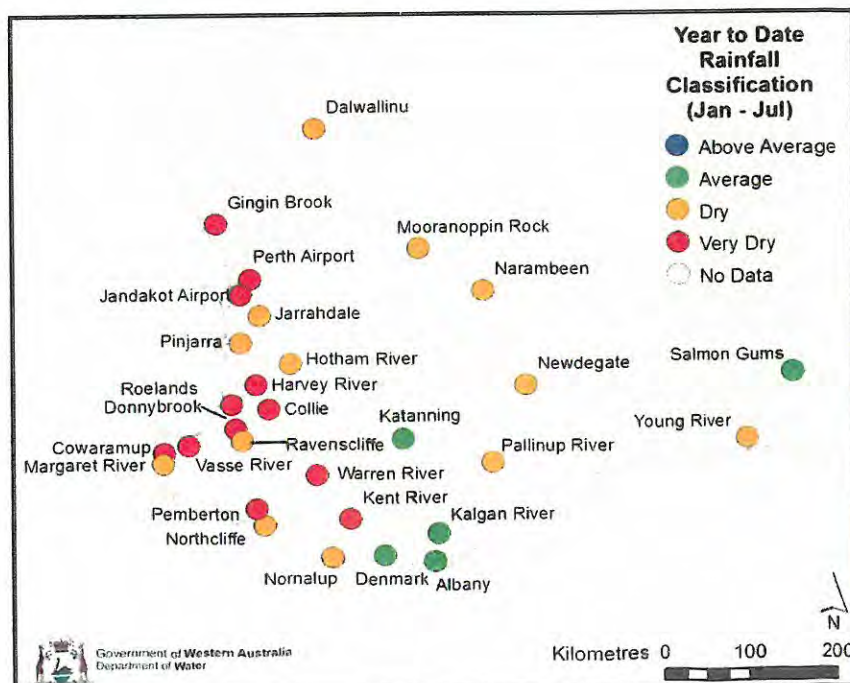 Year to Date
Rainfall
Classification
(Jan - Jul)
Above Average
Average
Dry
Very Dry
No Data
Dalwallinu
Gingin Brook
Mooranoppin Rock
Perth Airport
Narambeen
Jandakot Airport
Jarrahdale
Pinjarra
Hotham River
Newdegate
Salmon Gums
Harvey River
Roelands
Donnybrook
Collie
Katanning
Young River
Cowaramup
Ravenscliffe
Margaret River
Vasse River
Pallinup River
Warren River
Kent River
Pemberton
Kalgan River
Northcliffe
Nornalup
Denmark
Albany
N
Government of Western Australia
Department of Water
Kilometres 0 100 200